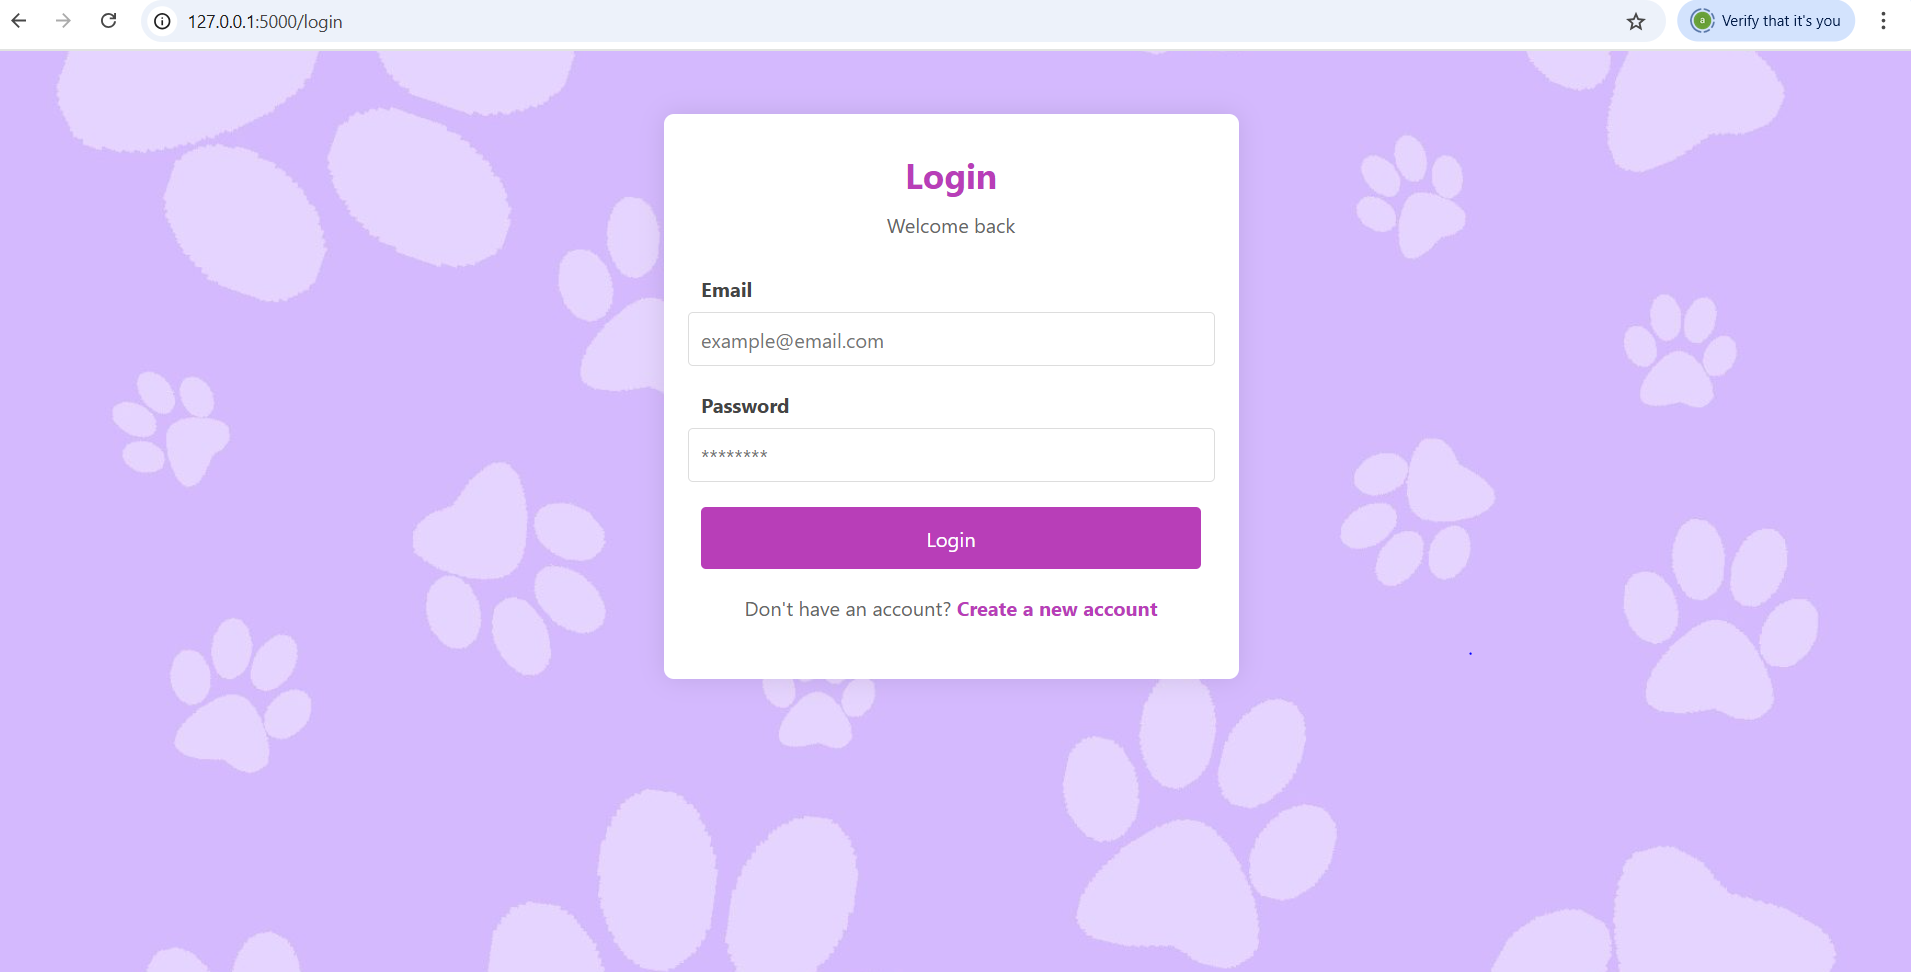 127.0.0.1:5000/login
a
Verify that it's you
Login
Welcome back
Email
example@email.com
Password
********
Login
Don't have an account? Create a new account